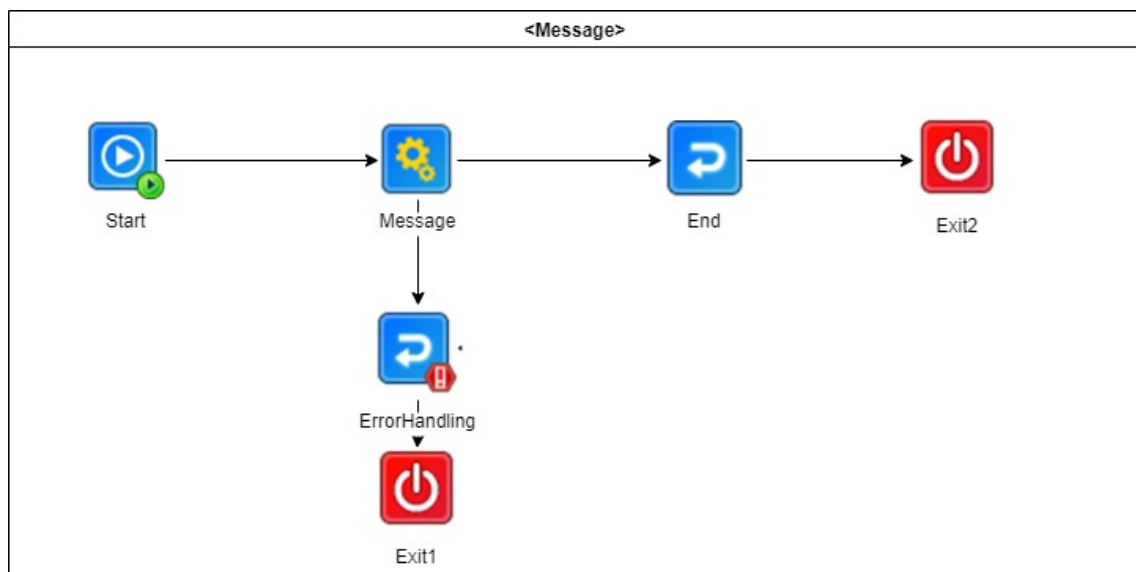 <Message>
Start
Message
End
Exit2
ErrorHandling
Exit1